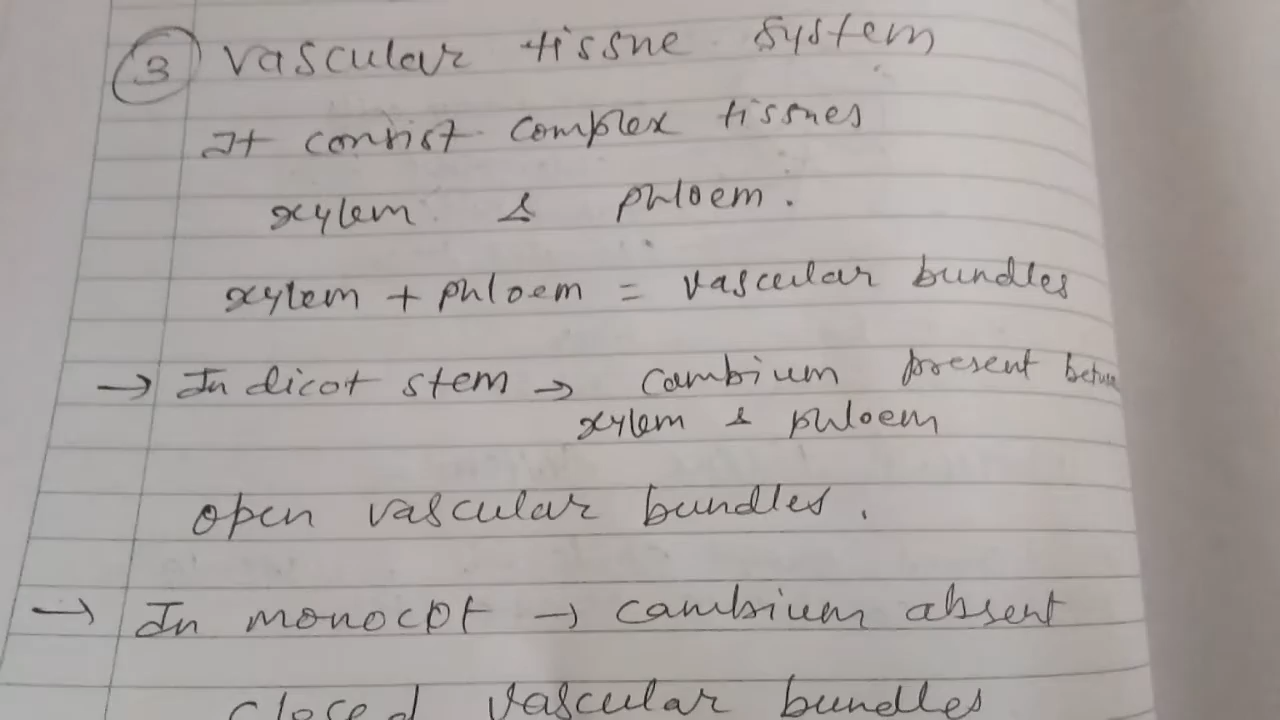 3 Vascular tissue system
It consist complex tissues
xylem & phloem.
xylem + phloem = vascular bundles
→ In dicot stem → cambium present
xylem & phloem
open vascular bundles.
→ In monocot → cambium absent
closed vascular bundles